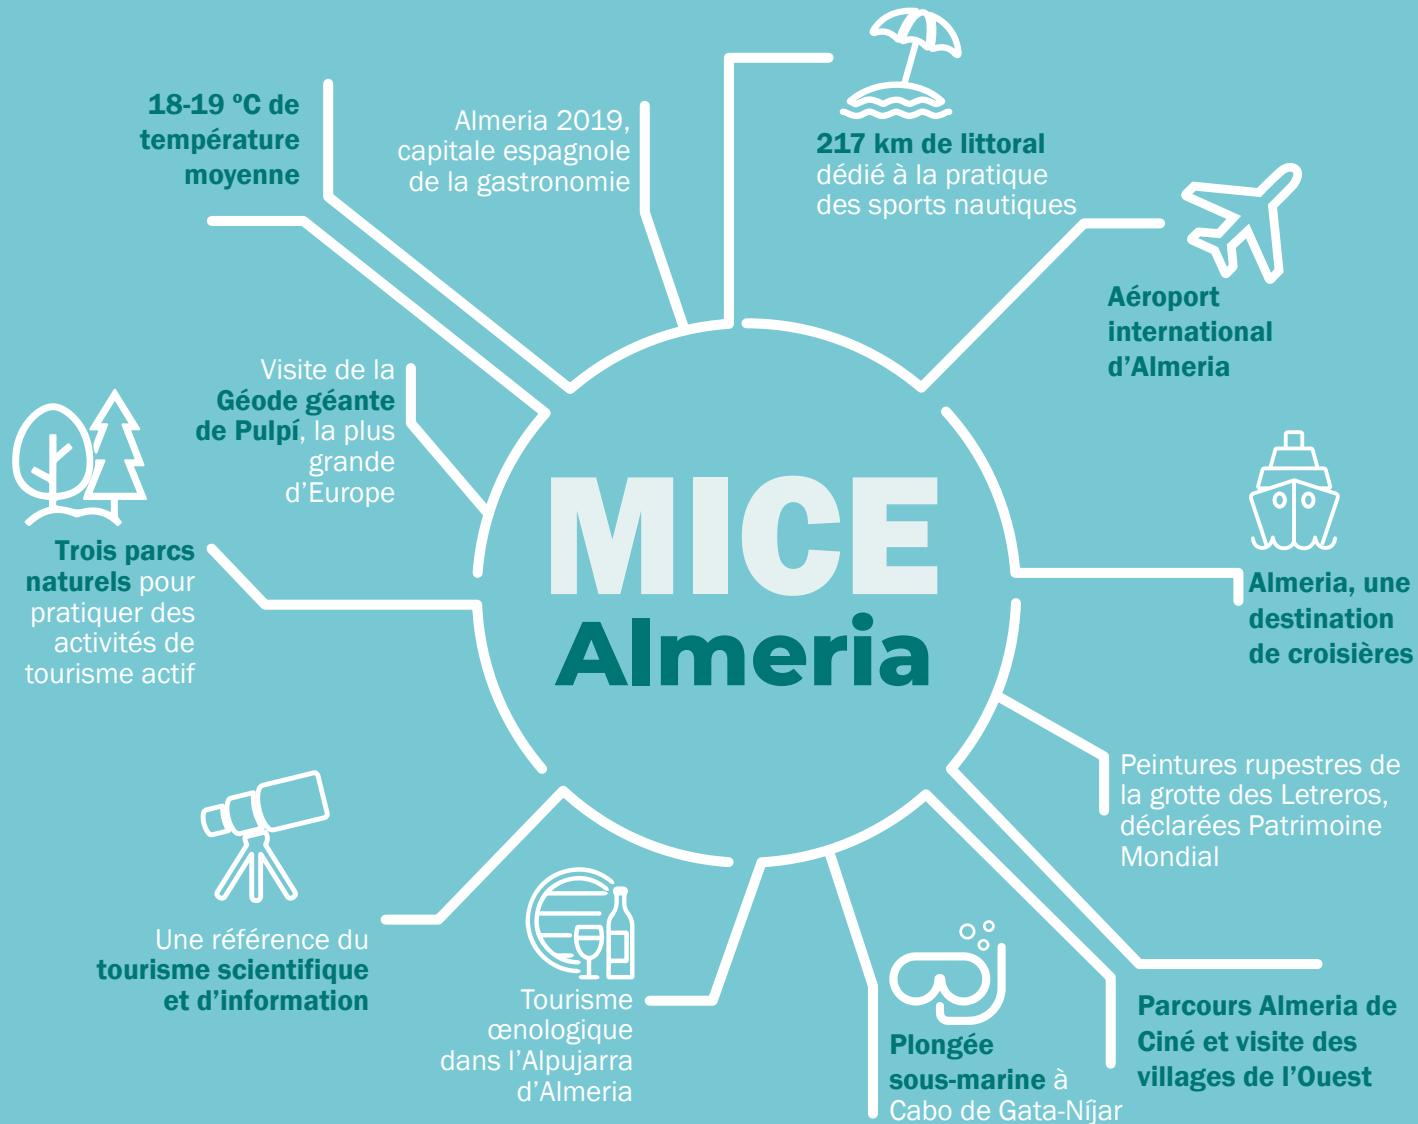 18-19 ºC de
température
moyenne
Almeria 2019,
capitale espagnole
de la gastronomie
217 km de littoral
dédié à la pratique
des sports nautiques
Aéroport
international
d’Almeria
Visite de la
Géode géante
de Pulpí, la plus
grande
d’Europe
MICE
Almeria
Trois parcs
naturels pour
pratiquer des
activités de
tourisme actif
Almeria, une
destination
de croisières
Peintures rupestres de
la grotte des Letreros,
déclarées Patrimoine
Mondial
Une référence du
tourisme scientifique
et d’information
Tourisme
œnologique
dans l’Alpujarra
d’Almeria
Plongée
sous-marine à
Cabo de Gata-Níjar
Parcours Almeria de
Ciné et visite des
villages de l’Ouest